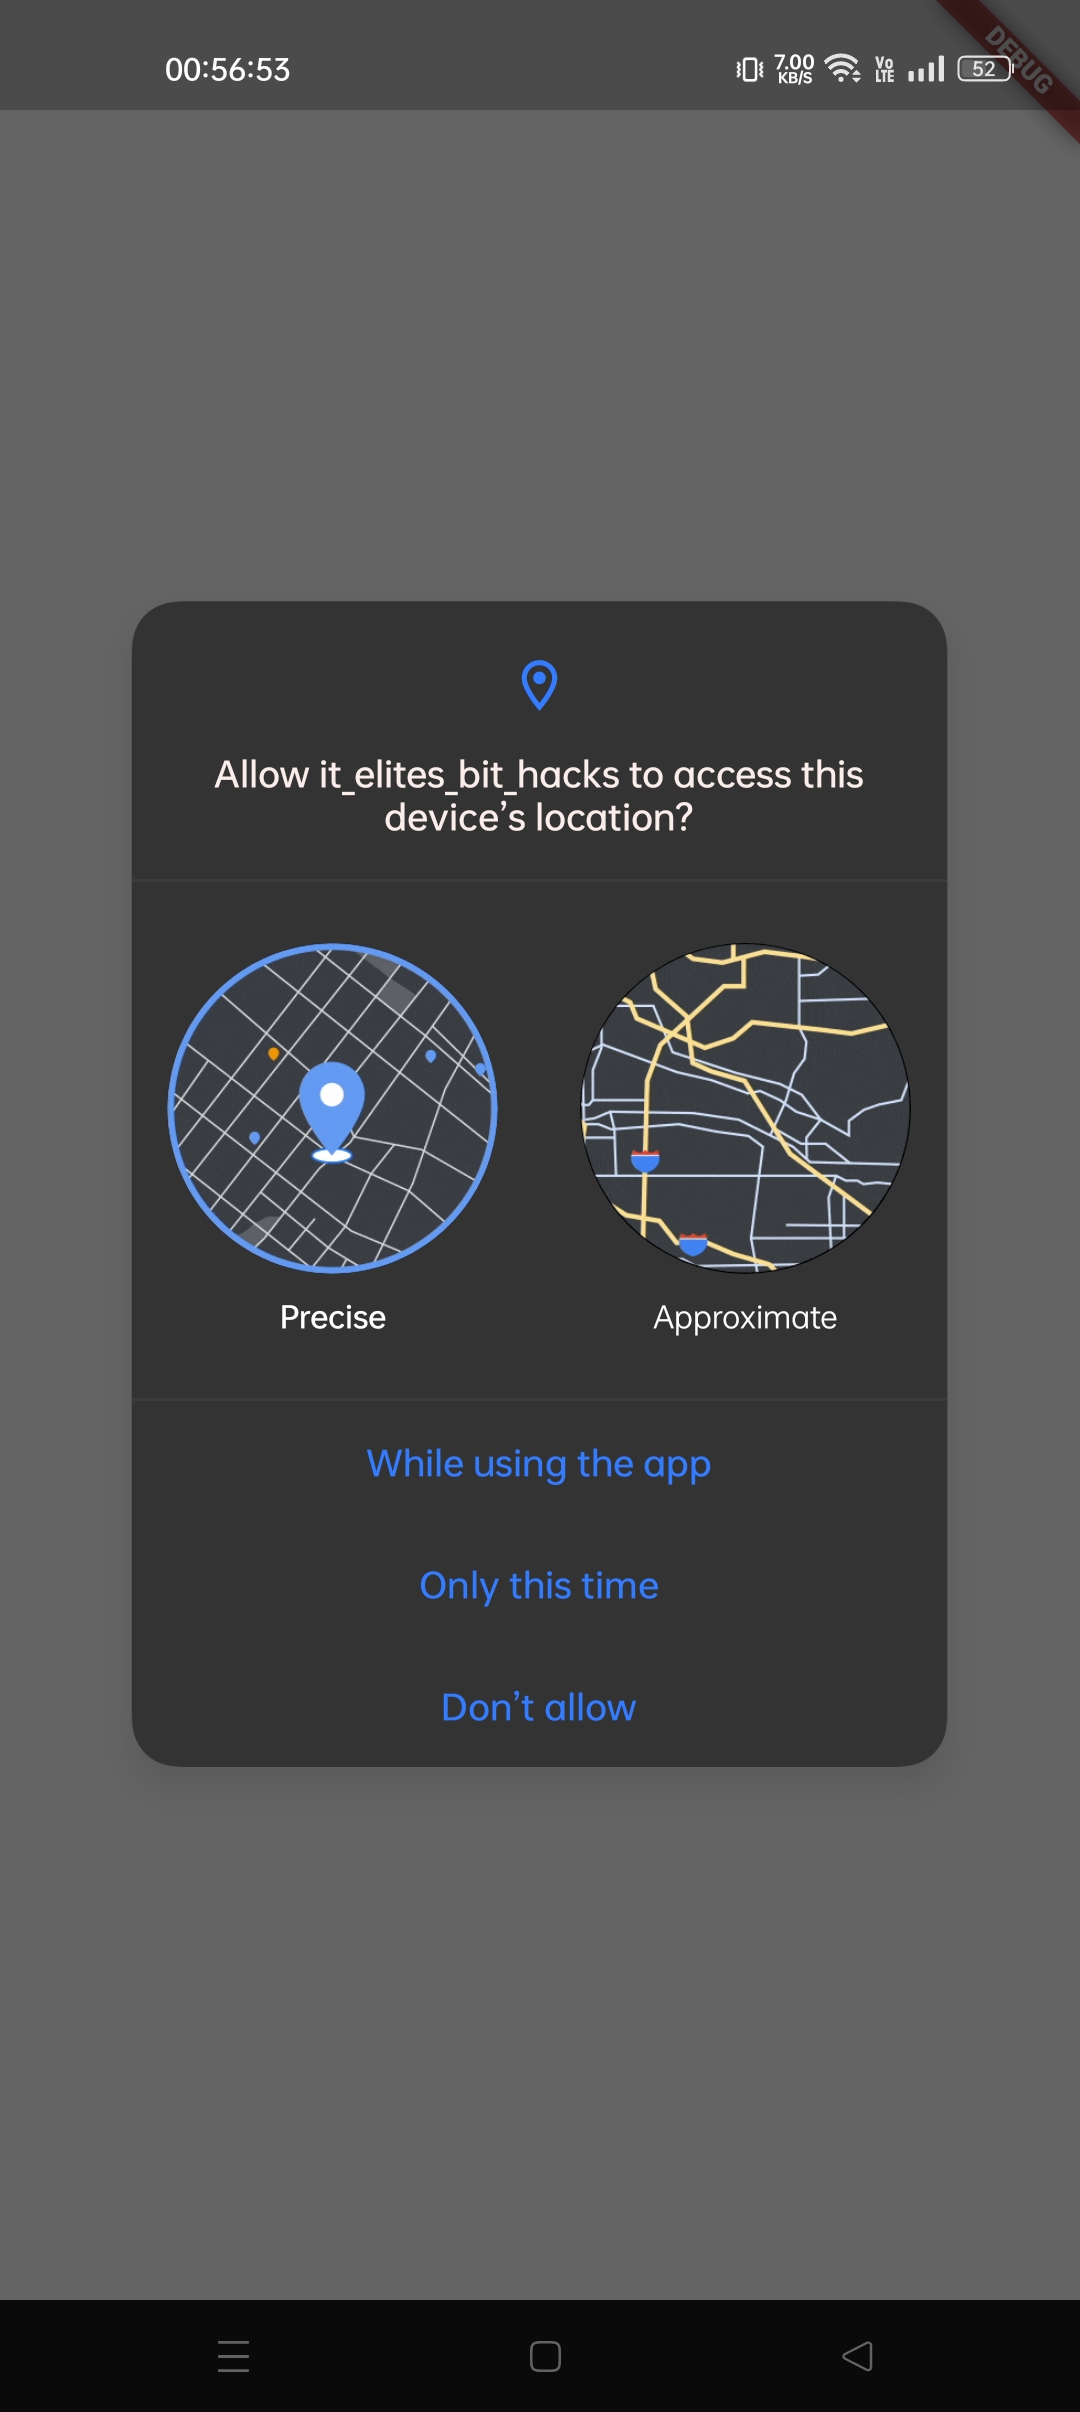 00:56:53
7.00
KB/S
Vo
LTE
52
DEBUG
Allow it_elites_bit_hacks to access this
device’s location?
Precise
Approximate
While using the app
Only this time
Don’t allow